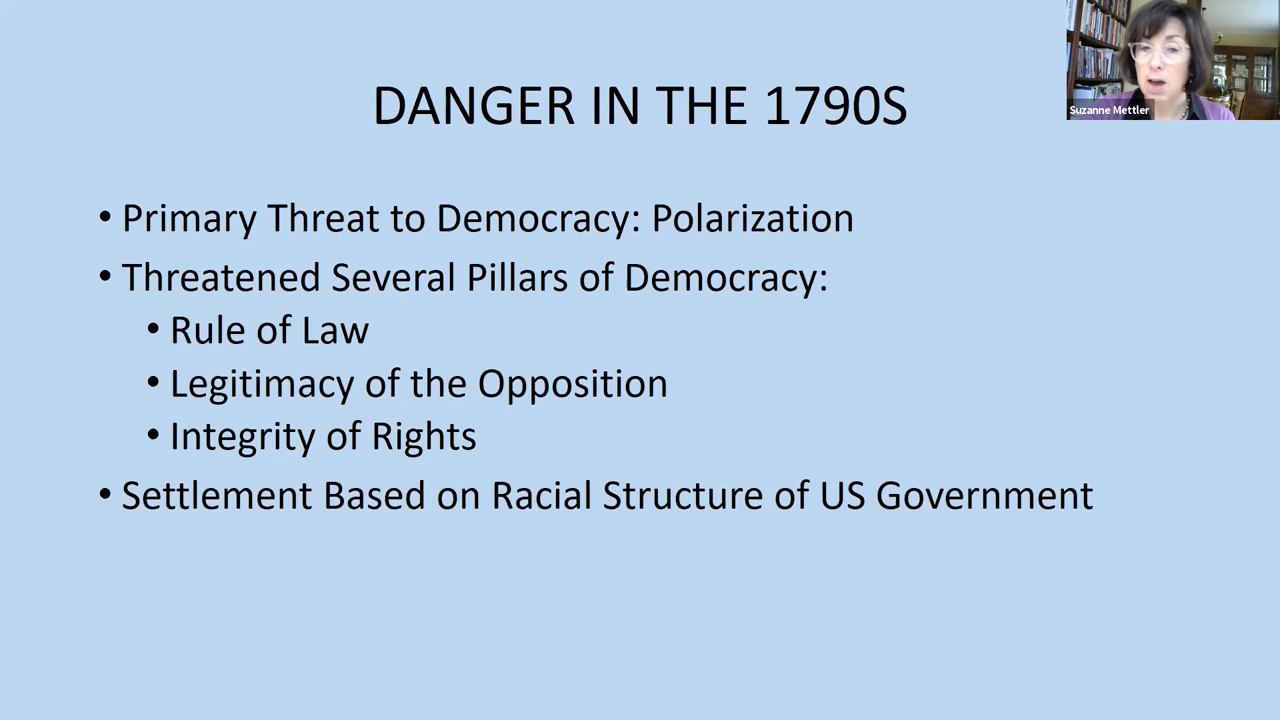 DANGER IN THE 1790S
• Primary Threat to Democracy: Polarization
• Threatened Several Pillars of Democracy:
• Rule of Law
• Legitimacy of the Opposition
• Integrity of Rights
• Settlement Based on Racial Structure of US Government
Suzanne Mettler